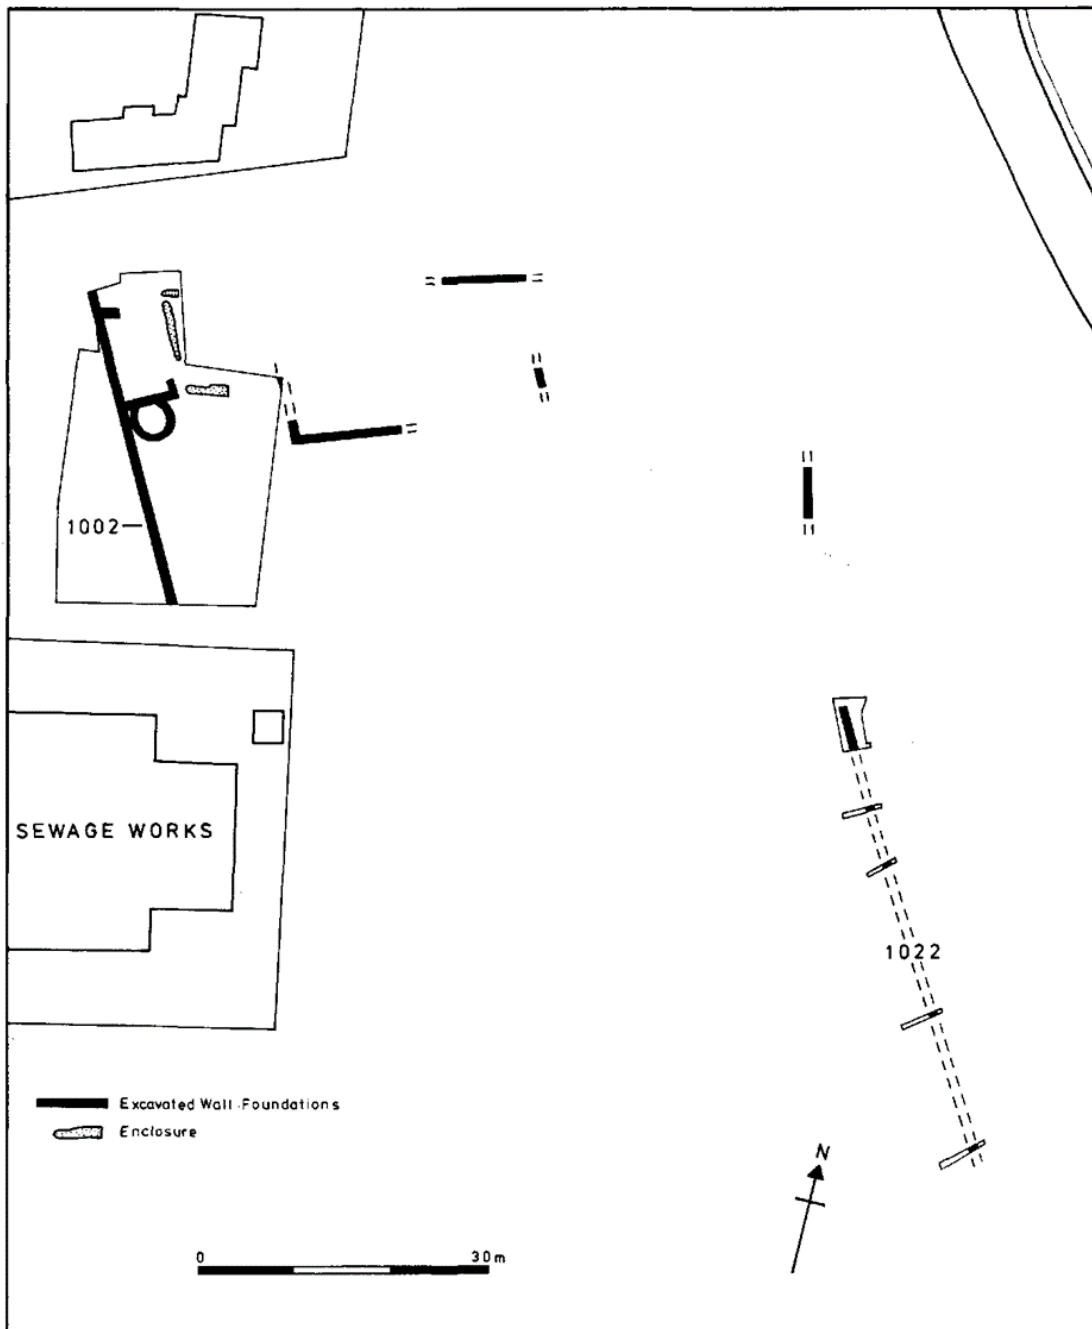 1002
SEWAGE WORKS
1022
Excavated Wall Foundations
Enclosure
N
0 30m